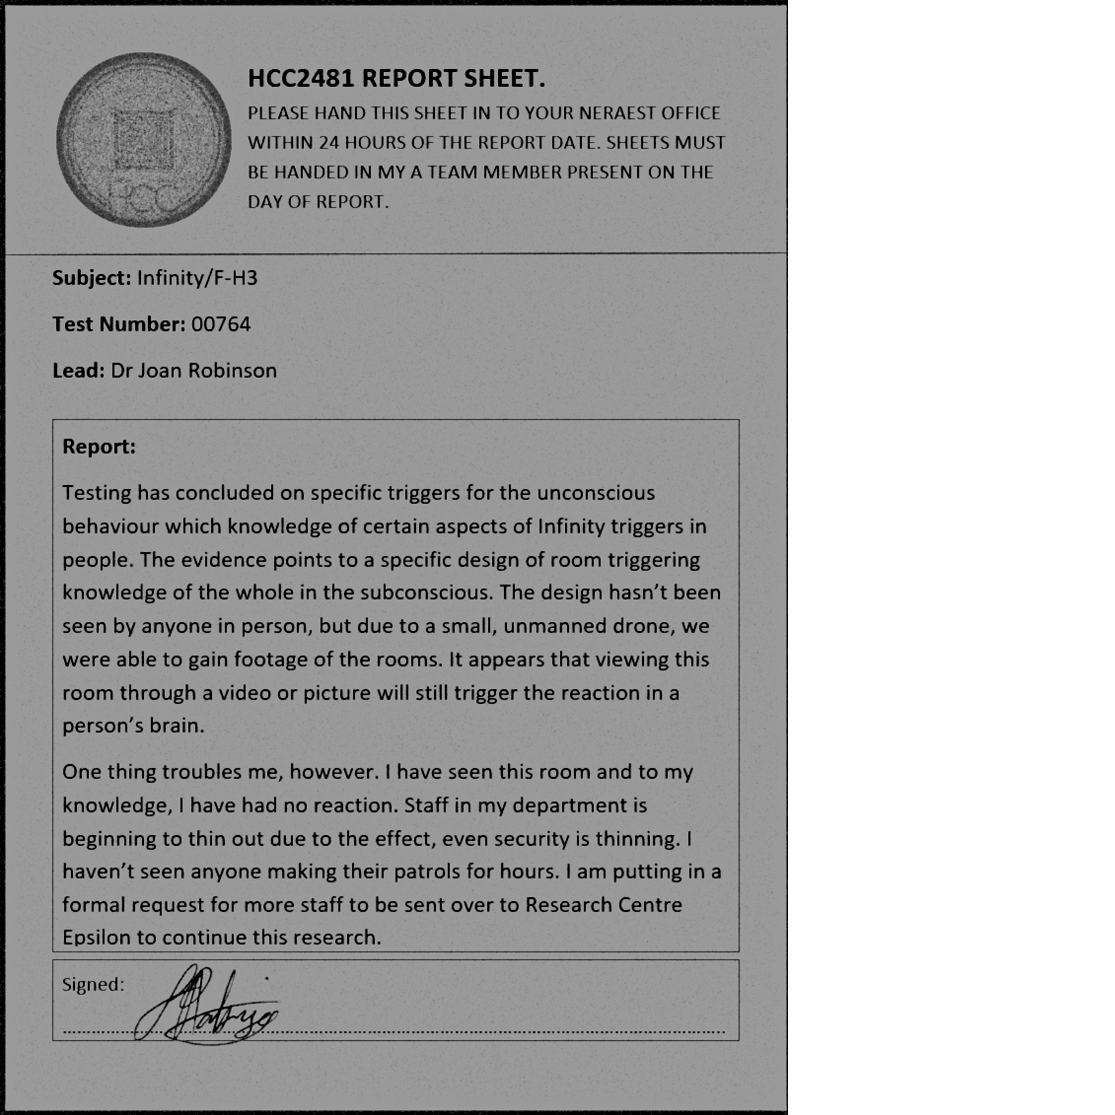 HCC2481 REPORT SHEET.
PLEASE HAND THIS SHEET IN TO YOUR NERAEST OFFICE
WITHIN 24 HOURS OF THE REPORT DATE. SHEETS MUST
BE HANDED IN MY A TEAM MEMBER PRESENT ON THE
DAY OF REPORT.
HCC
Subject: Infinity/F-H3
Test Number: 00764
Lead: Dr Joan Robinson
Report:
Testing has concluded on specific triggers for the unconscious
behaviour which knowledge of certain aspects of Infinity triggers in
people. The evidence points to a specific design of room triggering
knowledge of the whole in the subconscious. The design hasn't been
seen by anyone in person, but due to a small, unmanned drone, we
were able to gain footage of the rooms. It appears that viewing this
room through a video or picture will still trigger the reaction in a
person's brain.
One thing troubles me, however. I have seen this room and to my
knowledge, I have had no reaction. Staff in my department is
beginning to thin out due to the effect, even security is thinning. I
haven't seen anyone making their patrols for hours. I am putting in a
formal request for more staff to be sent over to Research Centre
Epsilon to continue this research.
Signed: